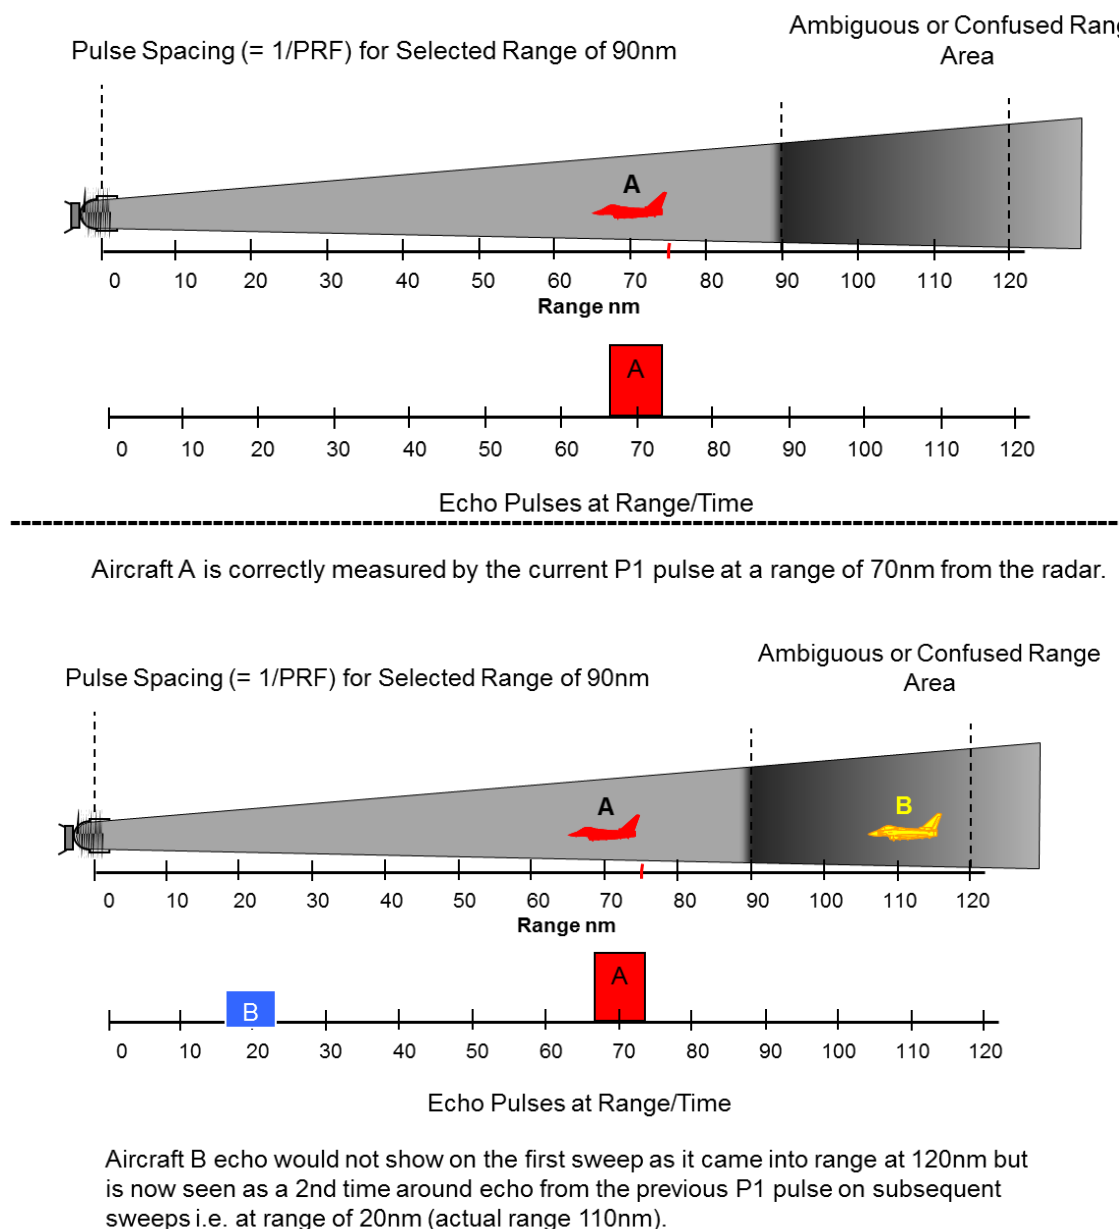 Ambiguous or Confused Rang
Area
Pulse Spacing (= 1/PRF) for Selected Range of 90nm
A
0 10 20 30 40 50 60 70 80 90 100 110 120
Range nm
A
0 10 20 30 40 50 60 70 80 90 100 110 120
Echo Pulses at Range/Time
Aircraft A is correctly measured by the current P1 pulse at a range of 70nm from the radar.
Ambiguous or Confused Range
Area
Pulse Spacing (= 1/PRF) for Selected Range of 90nm
A B
0 10 20 30 40 50 60 70 80 90 100 110 120
Range nm
B A
0 10 20 30 40 50 60 70 80 90 100 110 120
Echo Pulses at Range/Time
Aircraft B echo would not show on the first sweep as it came into range at 120nm but
is now seen as a 2nd time around echo from the previous P1 pulse on subsequent
sweeps i.e. at range of 20nm (actual range 110nm).